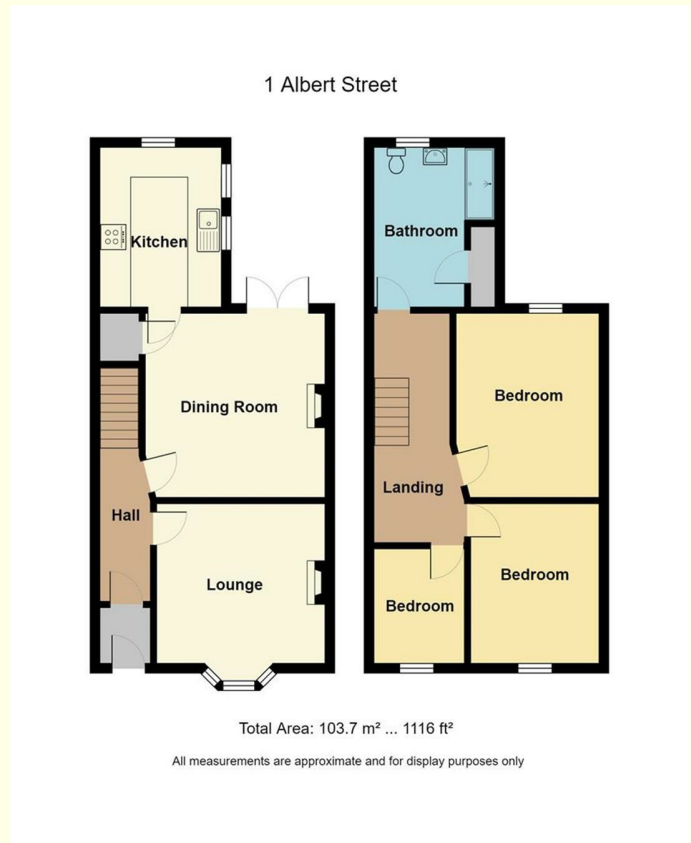 1 Albert Street
Kitchen
Dining Room
Hall
Lounge
Bathroom
Bedroom
Landing
Bedroom
Bedroom
Total Area: 103.7 m² ... 1116 ft²
All measurements are approximate and for display purposes only